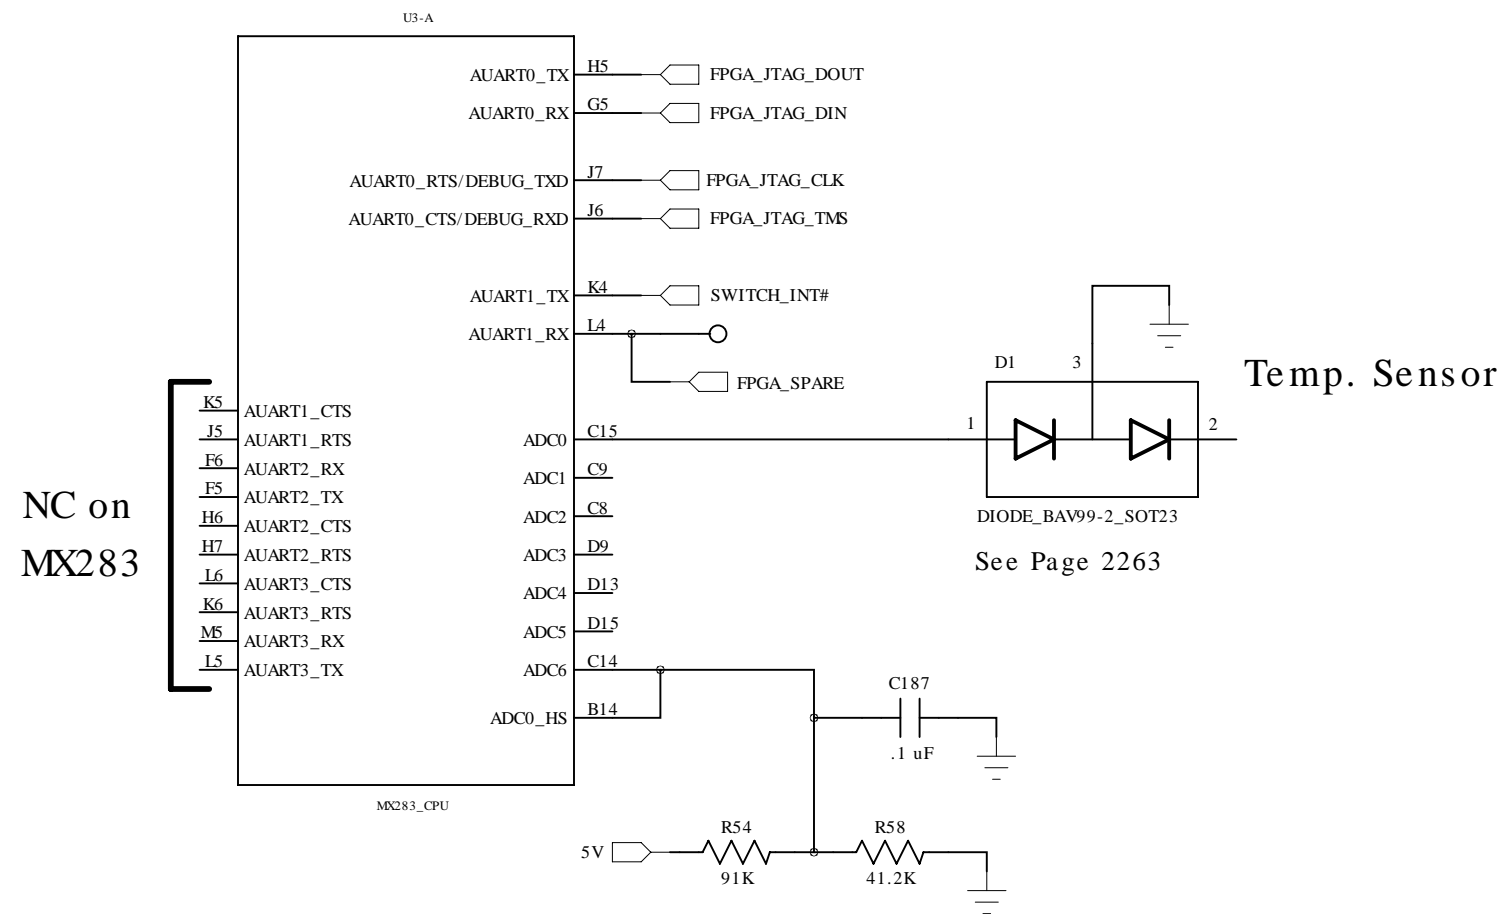 U3-A
AUART0_TX H5 FPGA_JTAG_DOUT
AUART0_RX G5 FPGA_JTAG_DIN
AUART0_RTS/DEBUG_TXD J7 FPGA_JTAG_CLK
AUART0_CTS/DEBUG_RXD J6 FPGA_JTAG_TMS
AUART1_TX K4 SWITCH_INT#
AUART1_RX L4
FPGA_SPARE
K5 AUART1_CTS
J5 AUART1_RTS
F6 AUART2_RX
F5 AUART2_TX
H6 AUART2_CTS
H7 AUART2_RTS
L6 AUART3_CTS
K6 AUART3_RTS
M5 AUART3_RX
L5 AUART3_TX
NC on
MX283
ADC0 C15
ADC1 C9
ADC2 C8
ADC3 D9
ADC4 D13
ADC5 D15
ADC6 C14
ADC0_HS B14
MX283_CPU
D1 3
1 2
DIODE_BAV99-2_SOT23
See Page 2263
Temp. Sensor
C187
.1 uF
R54 R58
5V
91K 41.2K